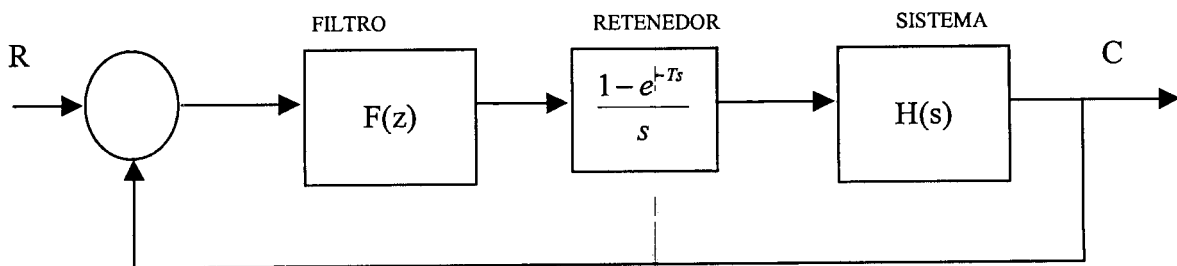 FILTRO
RETENEDOR
SISTEMA
R
F(z)
1 - e^{-Ts}
s
H(s)
C